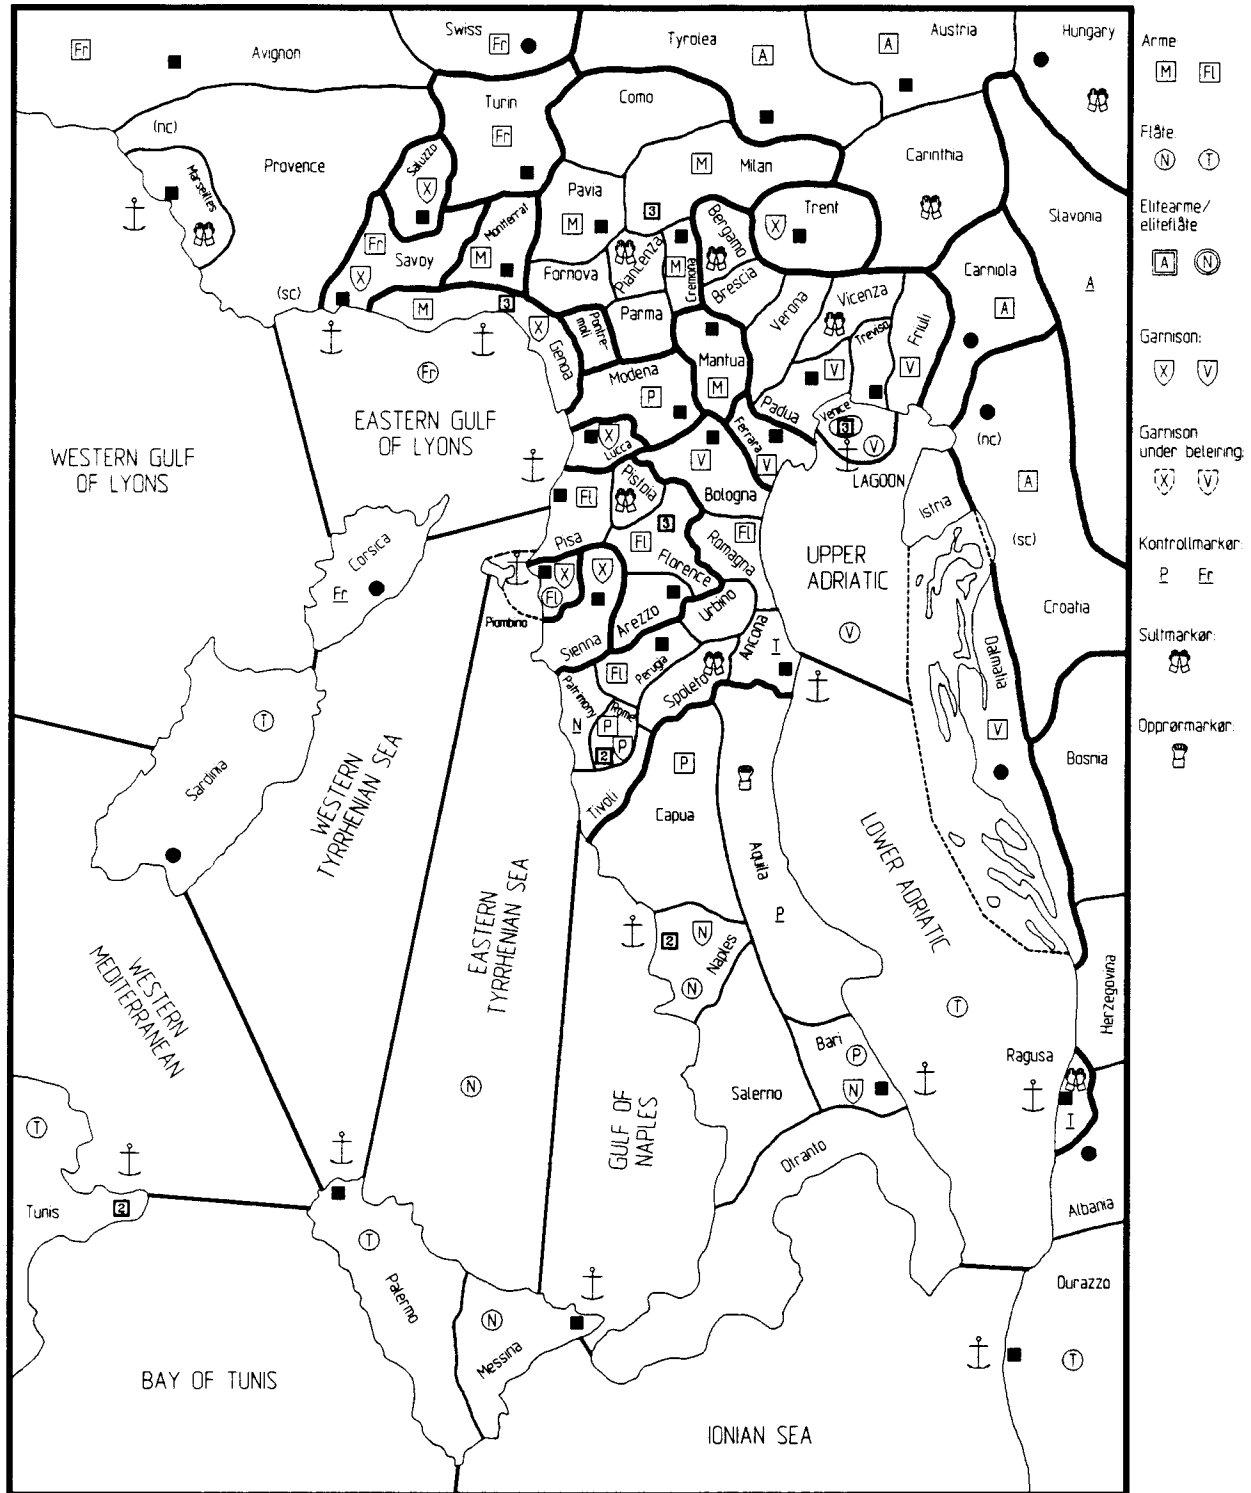 Swiss
Fr
Fr
Avignon
Tyrolea
A
A
Austria
Hungary
Arme:
M Fl
Turin
Fr
Como
(nc)
Provence
Saluzzo
X
Marseilles
M
Milan
Carinthia
Flåte:
N T
Pavia
M
3
Montferrat
M
Fr
Savoy
X
Piancenza
Cremona
M
Bergamo
X
Trent
Slavonia
A
Elitearme/
eliteflåte
A N
Fornova
Brescia
Verona
Vicenza
Treviso
Friuli
V
Carniola
A
(sc)
M
3
X
Genoa
Pontre-
moli
Parma
Mantua
M
Modena
P
Padua
V
Venice
3
V
Garnison:
X V
Fr
EASTERN GULF
OF LYONS
WESTERN GULF
OF LYONS
X
Lucca
Ferrara
V
V
Bologna
LAGOON
(nc)
A
Garnison
under beleiring:
X V
Fl
Pistoia
3
Fl
Florence
Fl
Romagna
Istria
(sc)
Pisa
UPPER
ADRIATIC
V
Kontrollmarkør:
P Fr
Corsica
Fr
X
Fl
Piombino
X
Sienna
Arezzo
Urbino
Ancona
T
Croatia
Dalmatia
V
Sultmarkør:
Fl
Perugia
Spoleto
Patrimony
N
Rome
P
P
2
Tivoli
P
Capua
Aquila
P
Bosnia
Opprørmarkør:
T
Sardinia
WESTERN
TYRRHENIAN SEA
LOWER ADRIATIC
T
EASTERN
TYRRHENIAN SEA
N
2
N
Naples
N
WESTERN
MEDITERRANEAN
Herzegovina
Bari
P
N
Ragusa
T
Salerno
GULF OF
NAPLES
Otranto
T
Tunis
2
Albania
T
Palermo
N
Messina
Durazzo
T
BAY OF TUNIS
IONIAN SEA